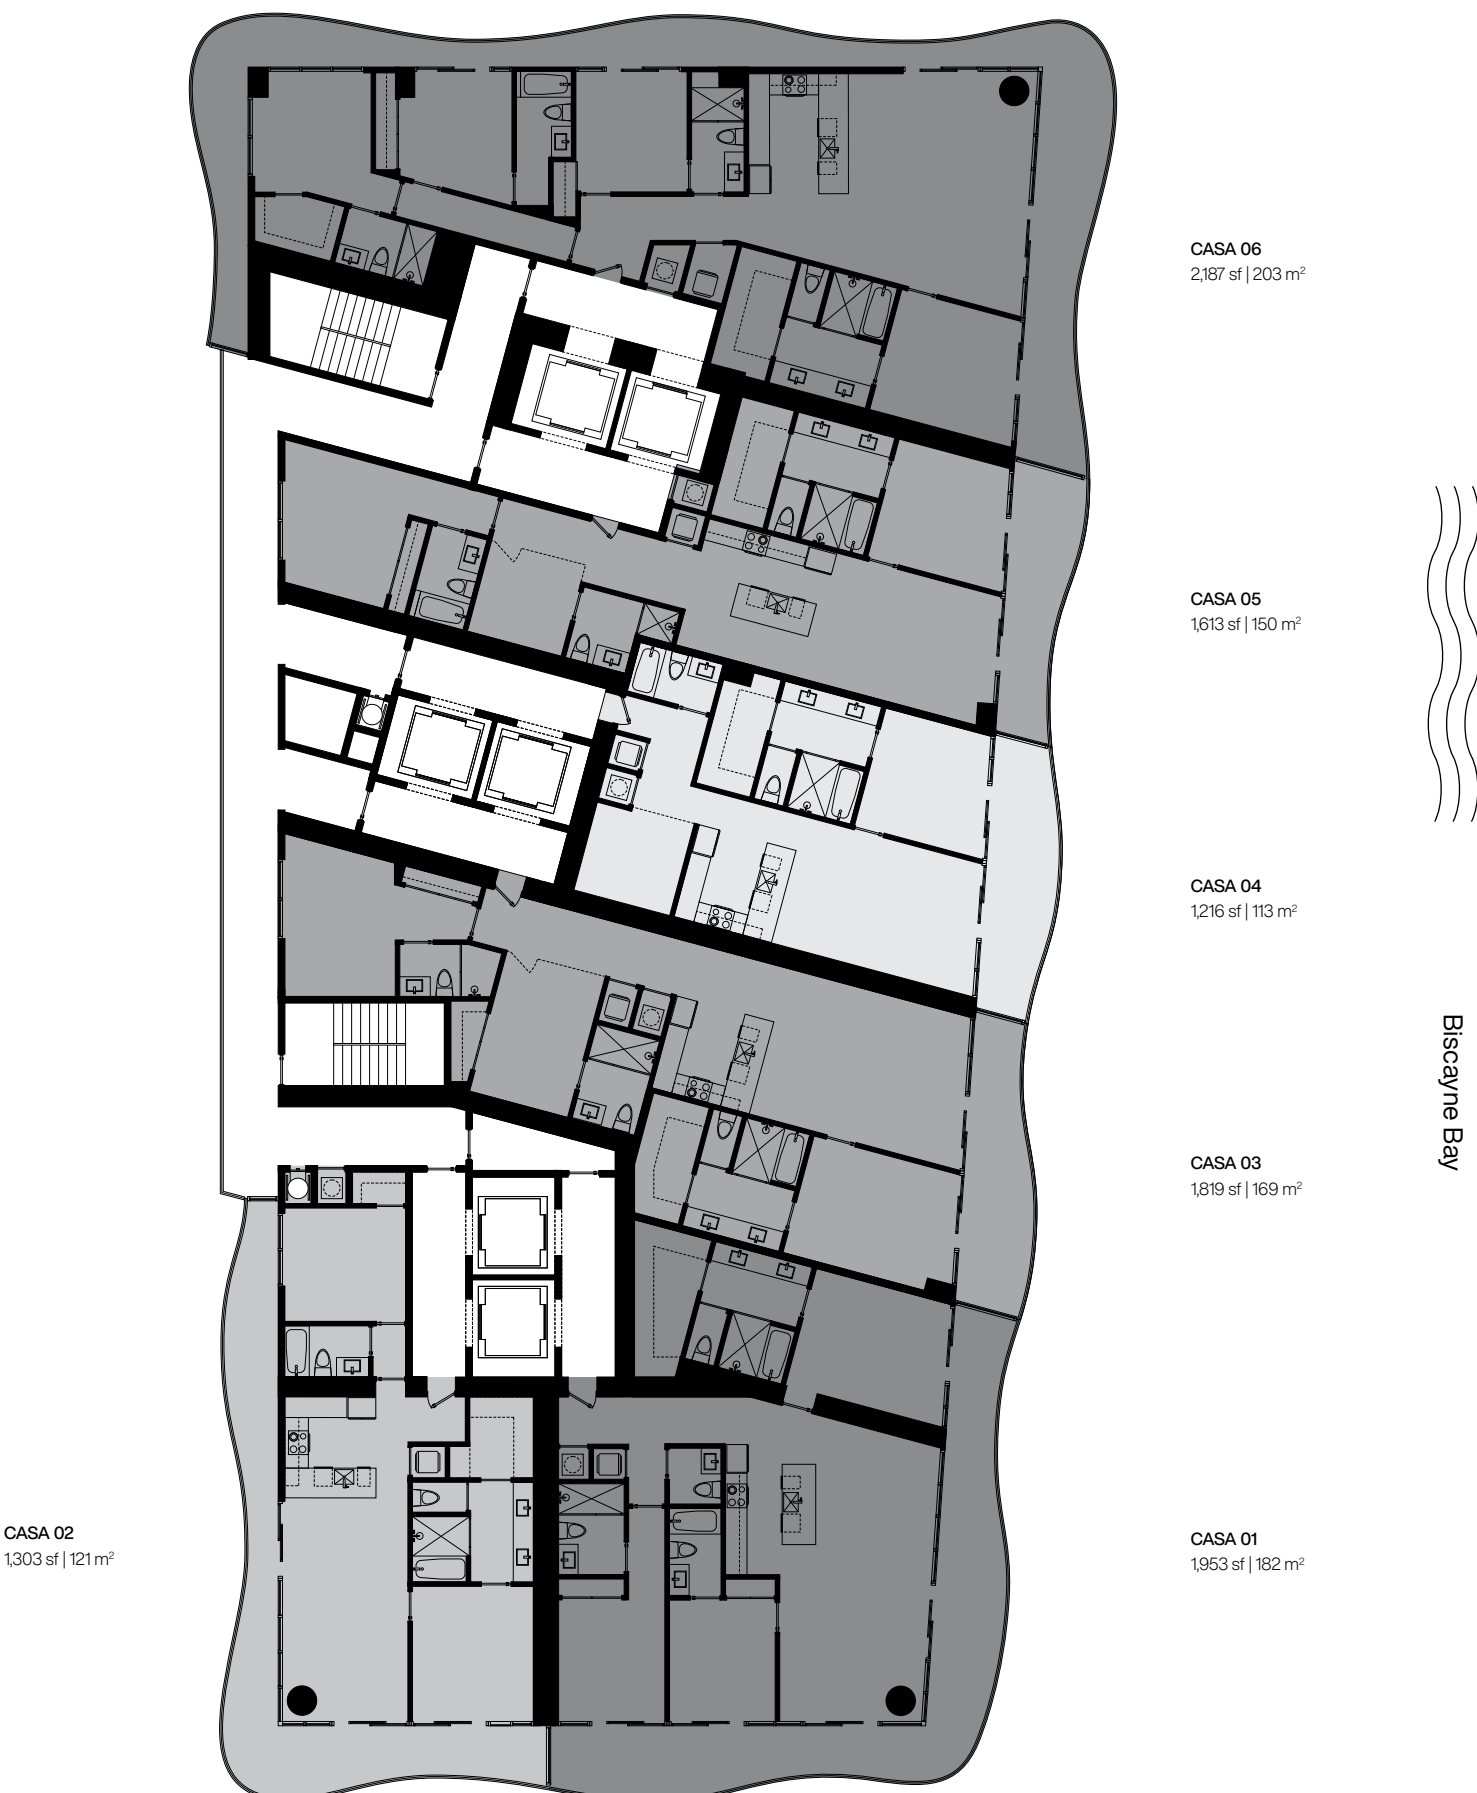 CASA 06
2,187 sf | 203 m²
CASA 05
1,613 sf | 150 m²
CASA 04
1,216 sf | 113 m²
Biscayne Bay
CASA 03
1,819 sf | 169 m²
CASA 02
1,303 sf | 121 m²
CASA 01
1,953 sf | 182 m²